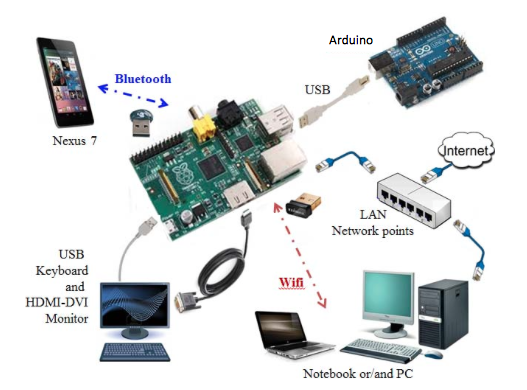 Arduino
Bluetooth
USB
Nexus 7
Internet
LAN
Network points
USB
Keyboard
and
HDMI-DVI
Monitor
Wifi
Notebook or/and PC